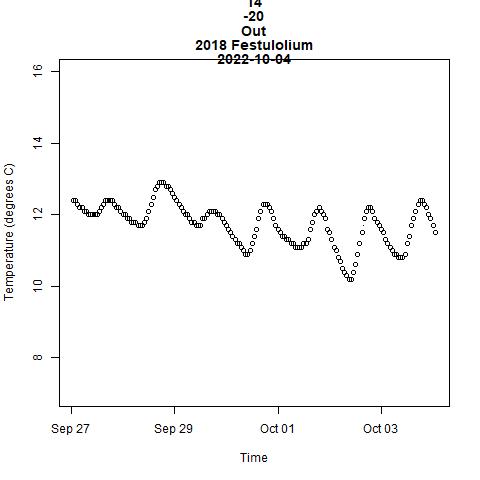 14
-20
Out
2018 Festulolium
2022-10-04
Temperature (degrees C)
16
14
12
10
8
Sep 27
Sep 29
Oct 01
Oct 03
Time